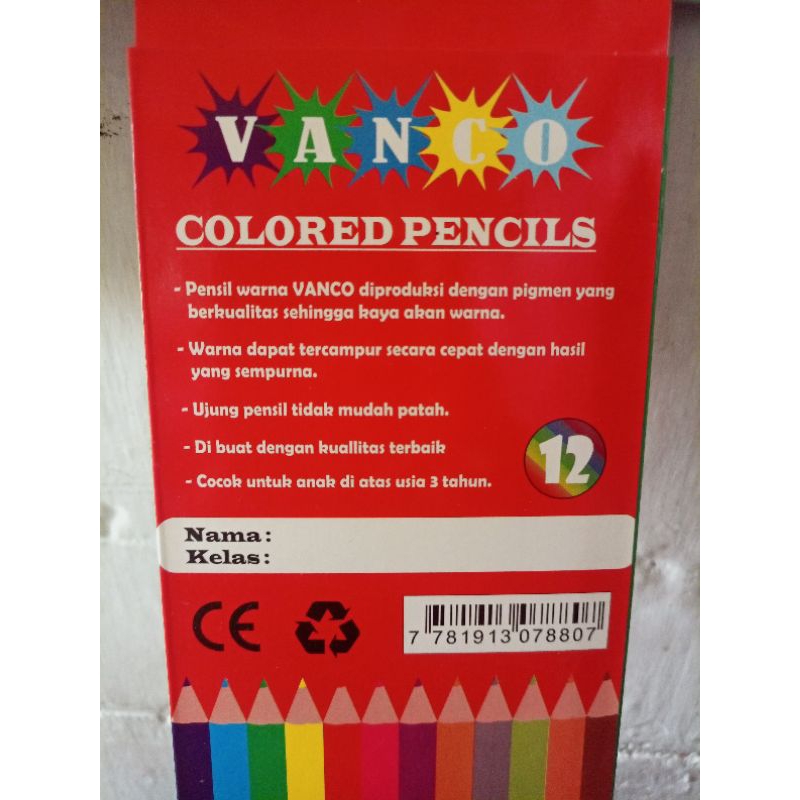 VANCO
COLORED PENCILS
- Pensil warna VANCO diproduksi dengan pigmen yang
berkualitas sehingga kaya akan warna.
- Warna dapat tercampur secara cepat dengan hasil
yang sempurna.
- Ujung pensil tidak mudah patah.
- Di buat dengan kuallitas terbaik
- Cocok untuk anak di atas usia 3 tahun.
12
Nama:
Kelas:
CE
7 781913 078807